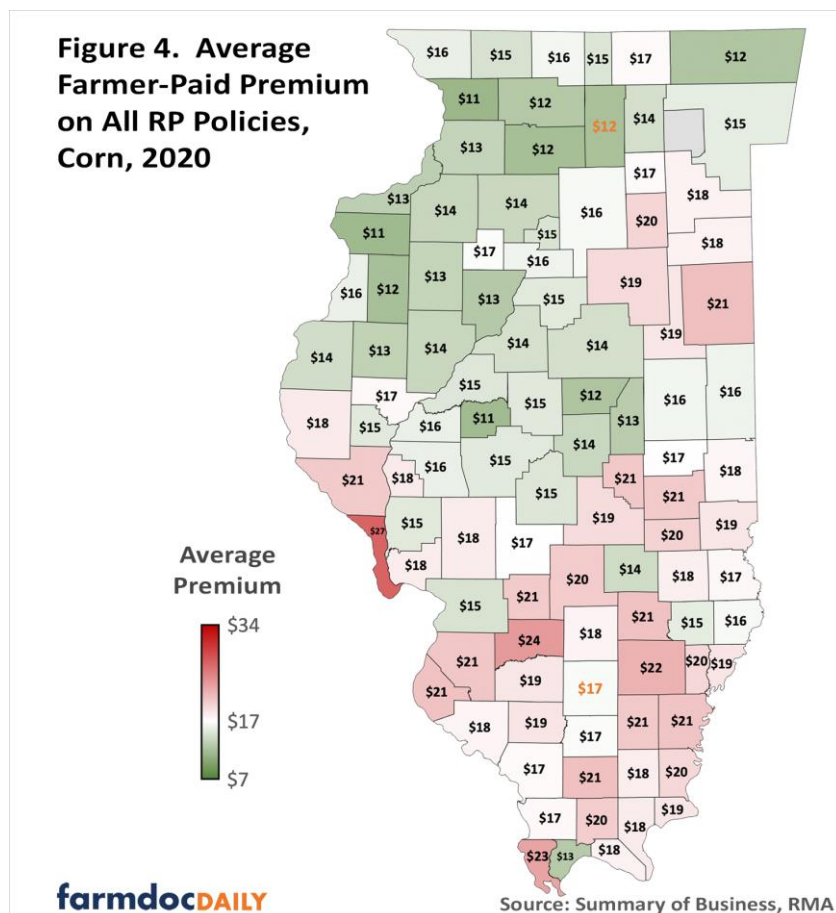 Figure 4. Average
Farmer-Paid Premium
on All RP Policies,
Corn, 2020
$16 $15 $16 $15 $17 $12
$11 $12 $12 $14 $15
$13 $12
$17
$13 $14 $14 $16 $20 $18
$11 $17 $15 $18
$16
$16 $12 $13 $13 $15 $19 $21
$14 $13 $14 $14 $14 $19
$15 $12 $16 $16
$18 $17 $15 $11 $15 $13
$15 $16 $14
$21 $18 $16 $15 $21 $17 $18
$15 $21
$27 $15 $18 $17 $19 $20 $19
$18 $20 $14 $18 $17
$15 $21
$24 $18 $21 $15 $16
$21 $22 $20 $19
$21 $19 $17
$18 $19 $17 $21 $21
$17 $21 $18 $20
$17 $20 $18 $19
$23 $13 $18
Average
Premium
$34
$17
$7
farmdocDAILY
Source: Summary of Business, RMA